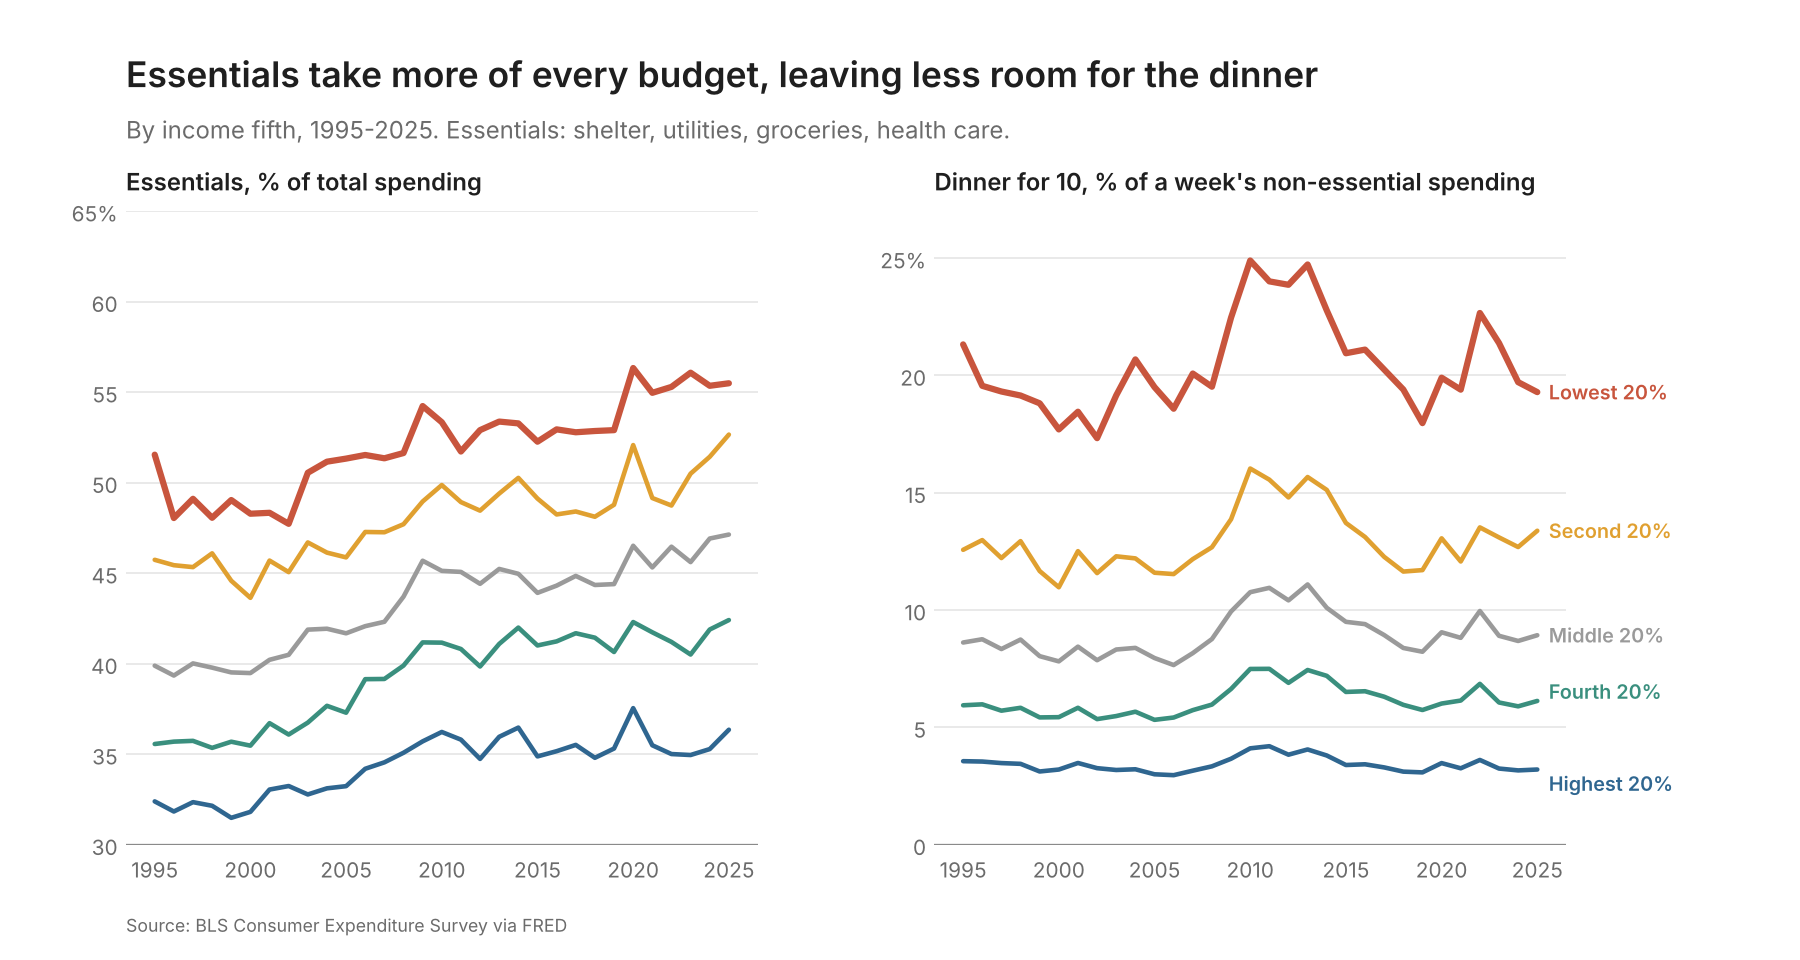 Essentials take more of every budget, leaving less room for the dinner
By income fifth, 1995-2025. Essentials: shelter, utilities, groceries, health care.
Essentials, % of total spending
65%
60
55
50
45
40
35
30
1995 2000 2005 2010 2015 2020 2025
Dinner for 10, % of a week's non-essential spending
25%
20
15
10
5
0
Lowest 20%
Second 20%
Middle 20%
Fourth 20%
Highest 20%
1995 2000 2005 2010 2015 2020 2025
Source: BLS Consumer Expenditure Survey via FRED